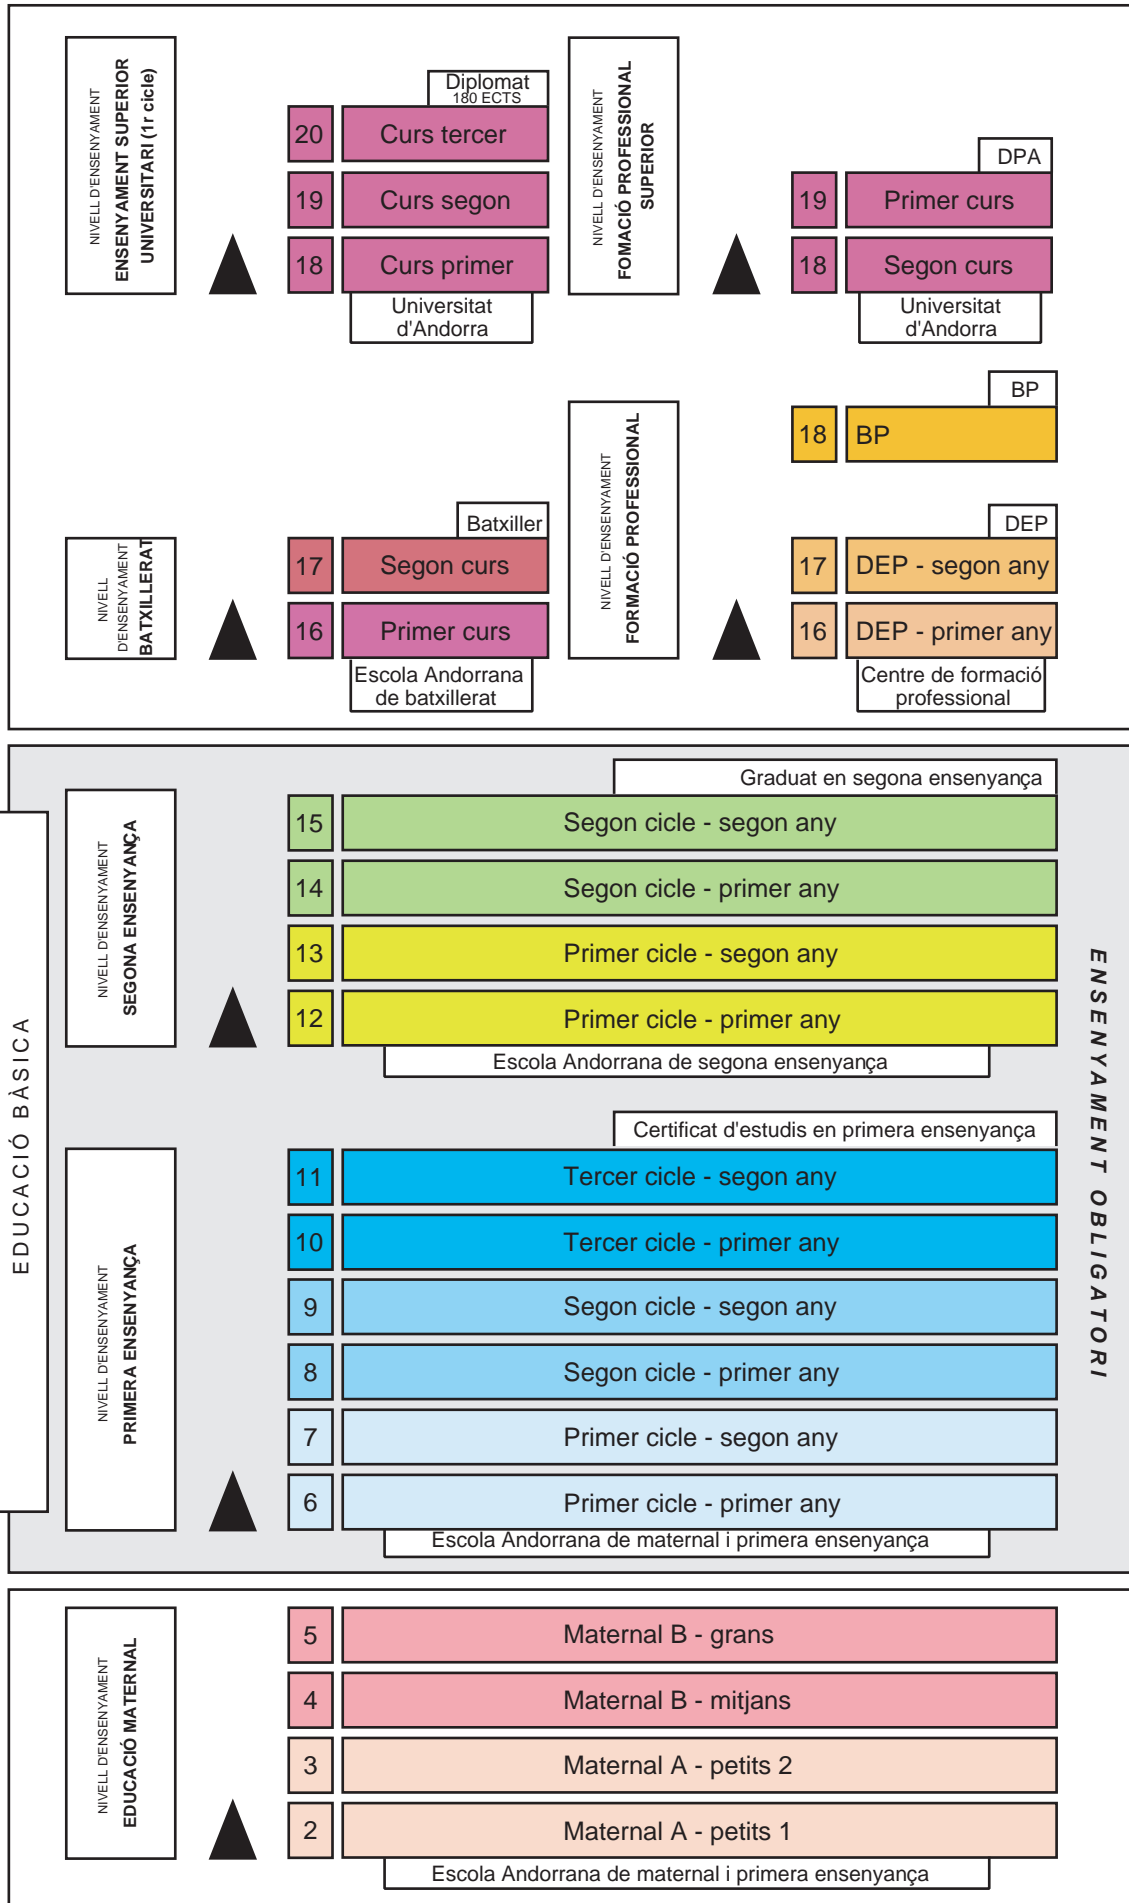 NIVELL D'ENSENYAMENT
ENSENYAMENT SUPERIOR
UNIVERSITARI (1r cicle)
Diplomat
180 ECTS
20 Curs tercer
19 Curs segon
18 Curs primer
Universitat
d'Andorra
NIVELL D'ENSENYAMENT
FOMACIÓ PROFESSIONAL
SUPERIOR
DPA
19 Primer curs
18 Segon curs
Universitat
d'Andorra
NIVELL
D'ENSENYAMENT
BATXILLERAT
Batxiller
17 Segon curs
16 Primer curs
Escola Andorrana
de batxillerat
NIVELL D'ENSENYAMENT
FORMACIÓ PROFESSIONAL
BP
18 BP
DEP
17 DEP - segon any
16 DEP - primer any
Centre de formació
professional
EDUCACIÓ BÀSICA
ENSENYAMENT OBLIGATORI
NIVELL D'ENSENYAMENT
SEGONA ENSENYANÇA
Graduat en segona ensenyança
15 Segon cicle - segon any
14 Segon cicle - primer any
13 Primer cicle - segon any
12 Primer cicle - primer any
Escola Andorrana de segona ensenyança
NIVELL D'ENSENYAMENT
PRIMERA ENSENYANÇA
Certificat d'estudis en primera ensenyança
11 Tercer cicle - segon any
10 Tercer cicle - primer any
9 Segon cicle - segon any
8 Segon cicle - primer any
7 Primer cicle - segon any
6 Primer cicle - primer any
Escola Andorrana de maternal i primera ensenyança
NIVELL D'ENSENYAMENT
EDUCACIÓ MATERNAL
5 Maternal B - grans
4 Maternal B - mitjans
3 Maternal A - petits 2
2 Maternal A - petits 1
Escola Andorrana de maternal i primera ensenyança